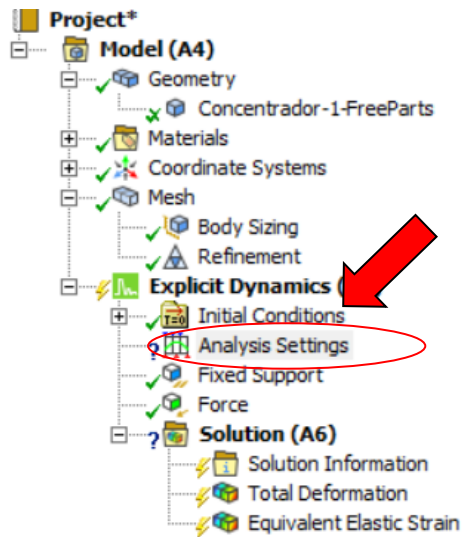 Project*
Model (A4)
Geometry
Concentrador-1-FreeParts
Materials
Coordinate Systems
Mesh
Body Sizing
Refinement
Explicit Dynamics (
T=0
Initial Conditions
? Analysis Settings
Fixed Support
Force
? Solution (A6)
i Solution Information
Total Deformation
Equivalent Elastic Strain